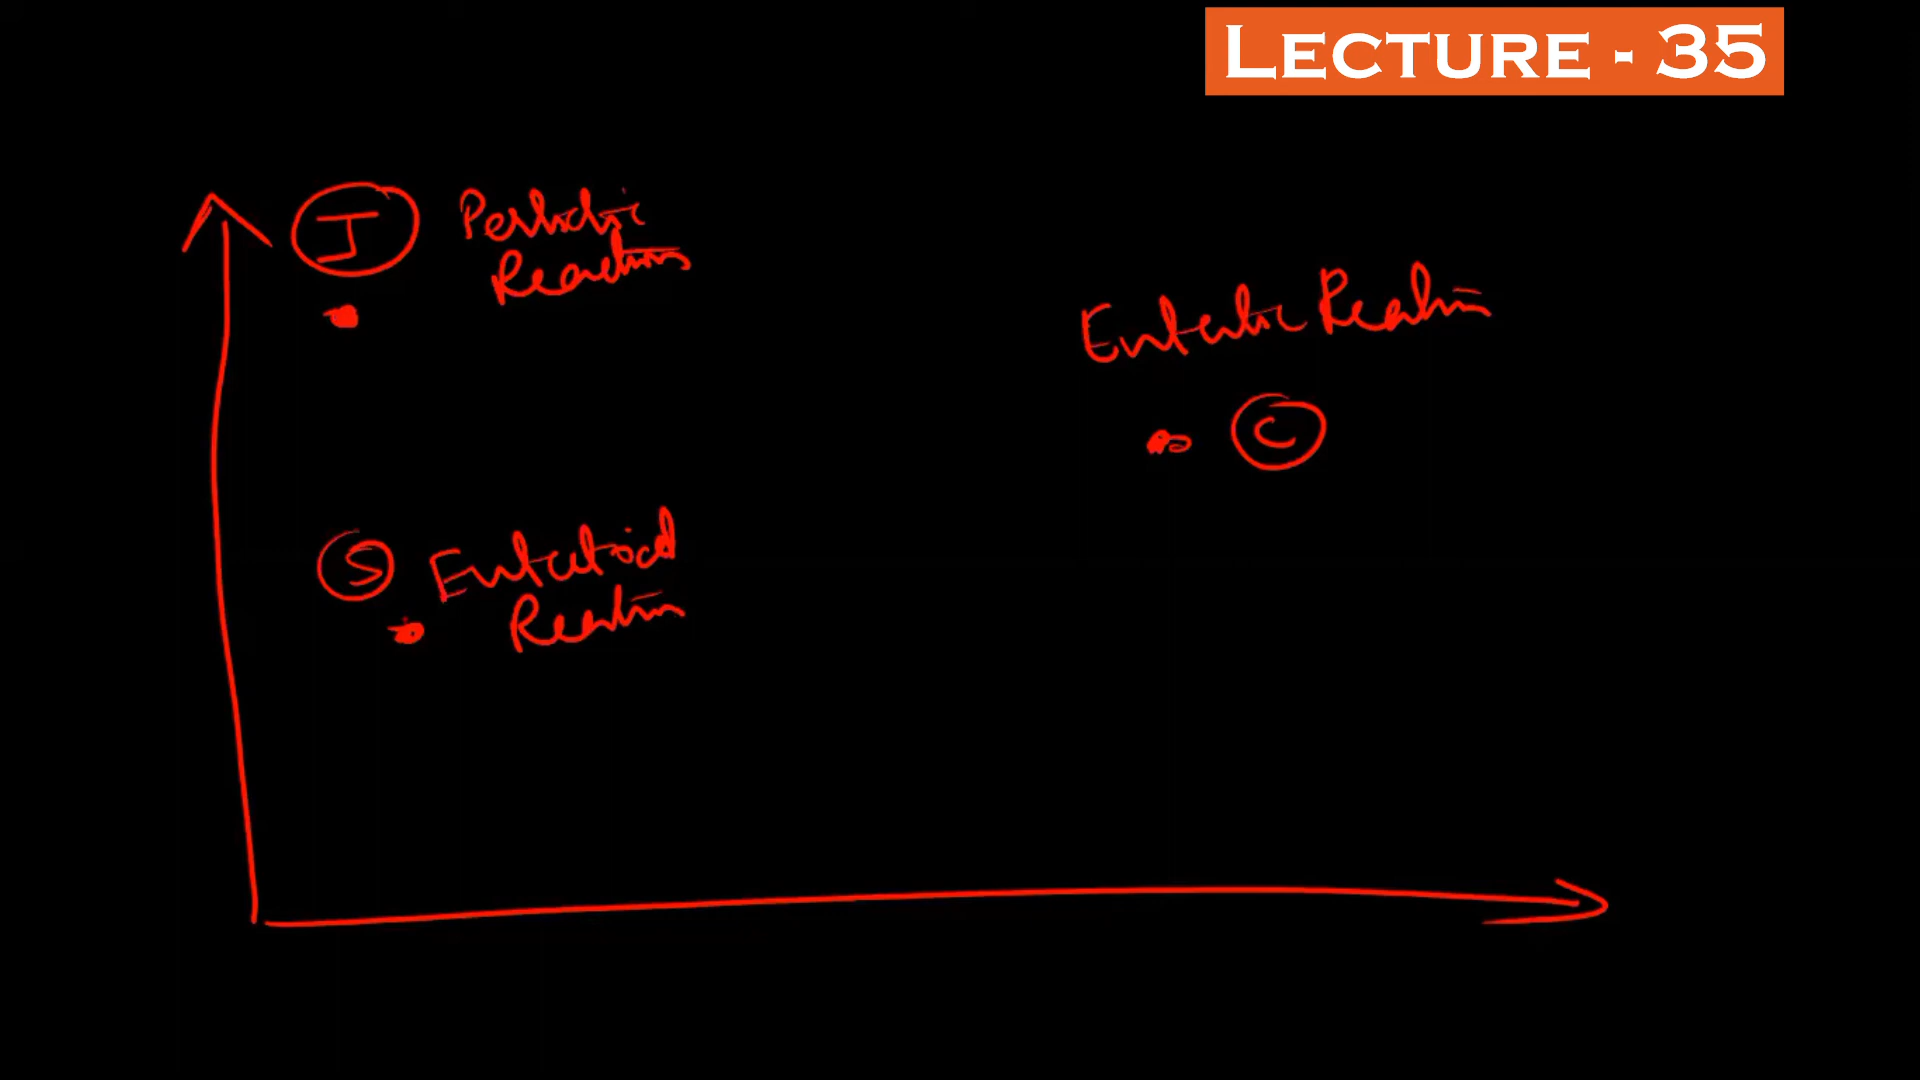 LECTURE - 35
J Peritectic
Reactions
Eutectic Reaction
C
S Eutectoid
Reaction